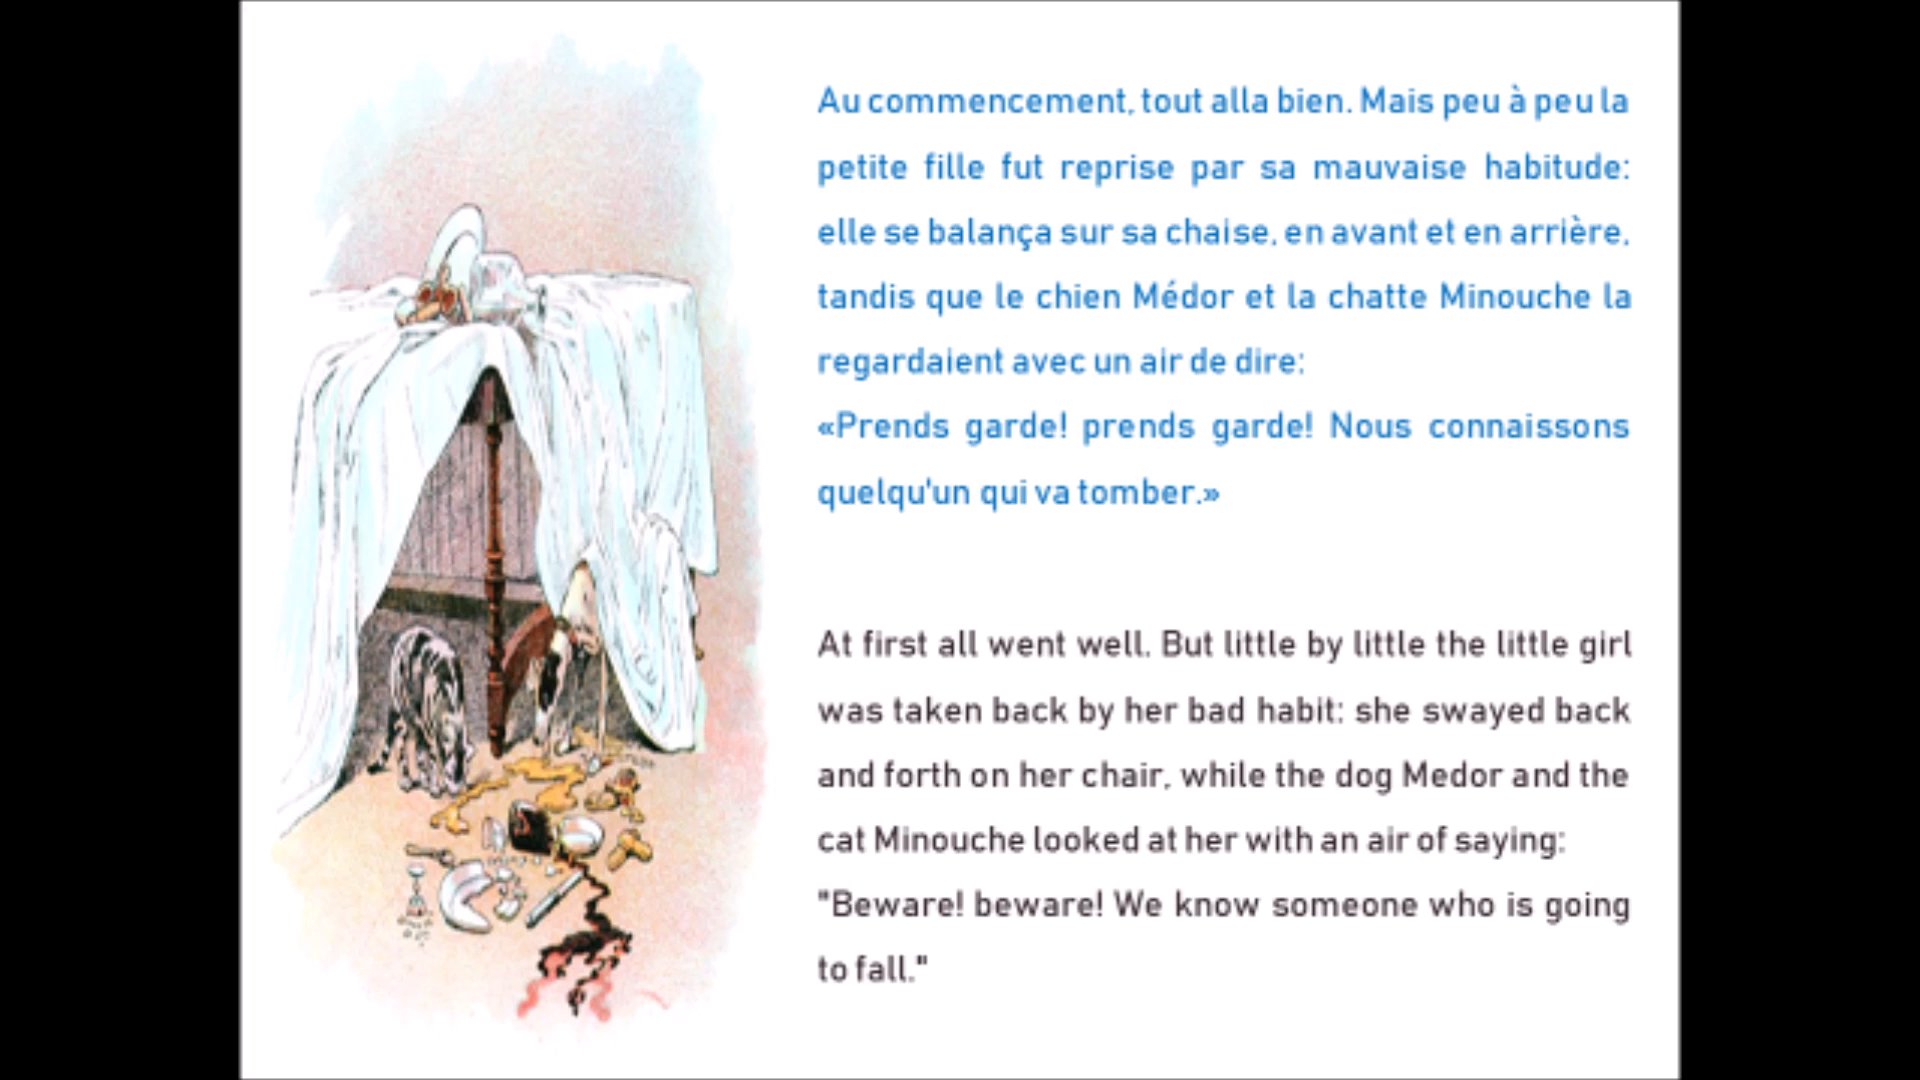 Au commencement, tout alla bien. Mais peu à peu la
petite fille fut reprise par sa mauvaise habitude:
elle se balança sur sa chaise, en avant et en arrière,
tandis que le chien Médor et la chatte Minouche la
regardaient avec un air de dire:
«Prends garde! prends garde! Nous connaissons
quelqu'un qui va tomber.»
At first all went well. But little by little the little girl
was taken back by her bad habit: she swayed back
and forth on her chair, while the dog Medor and the
cat Minouche looked at her with an air of saying:
"Beware! beware! We know someone who is going
to fall."